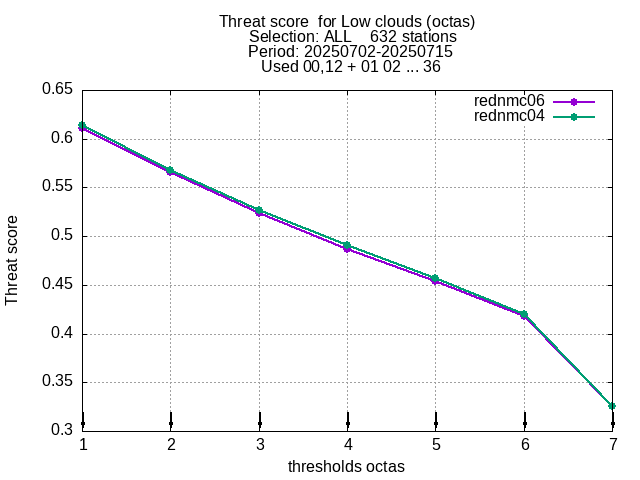 Threat score  for Low clouds (octas)
Selection: ALL    632 stations
Period: 20250702-20250715
Used 00,12 + 01 02 ... 36
rednmc06
rednmc04
Threat score
0.65
0.6
0.55
0.5
0.45
0.4
0.35
0.3
1 2 3 4 5 6 7
thresholds octas